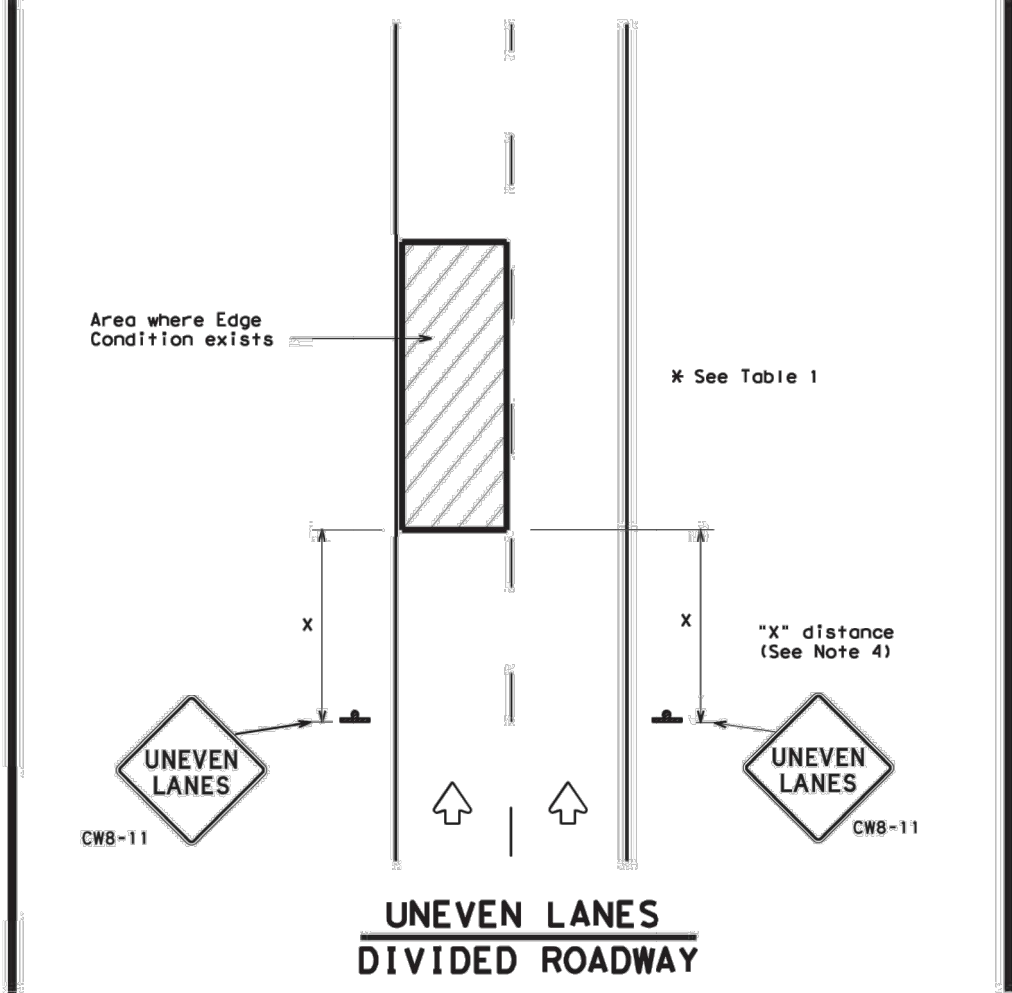 Area where Edge
Condition exists
* See Table 1
X
X
"X" distance
(See Note 4)
UNEVEN
LANES
CW8-11
UNEVEN
LANES
CW8-11
UNEVEN LANES
DIVIDED ROADWAY